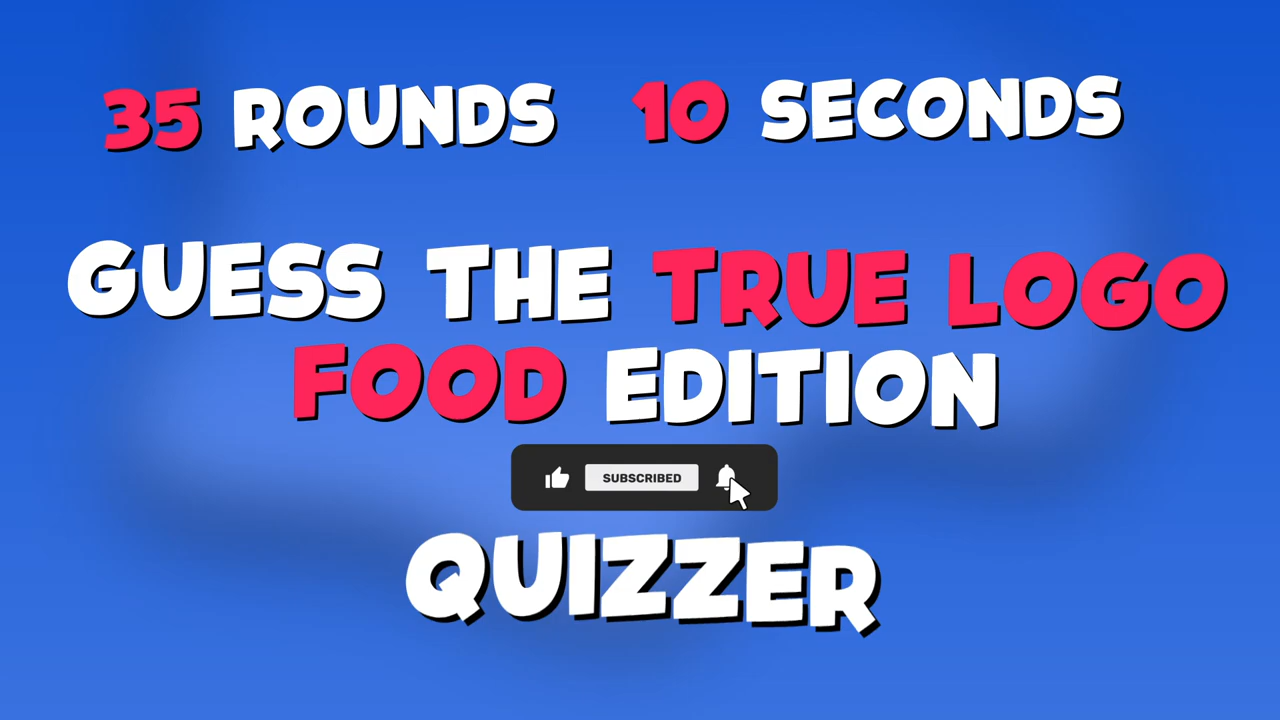 35 ROUNDS 10 SECONDS
GUESS THE TRUE LOGO
FOOD EDITION
SUBSCRIBED
QUIZZER